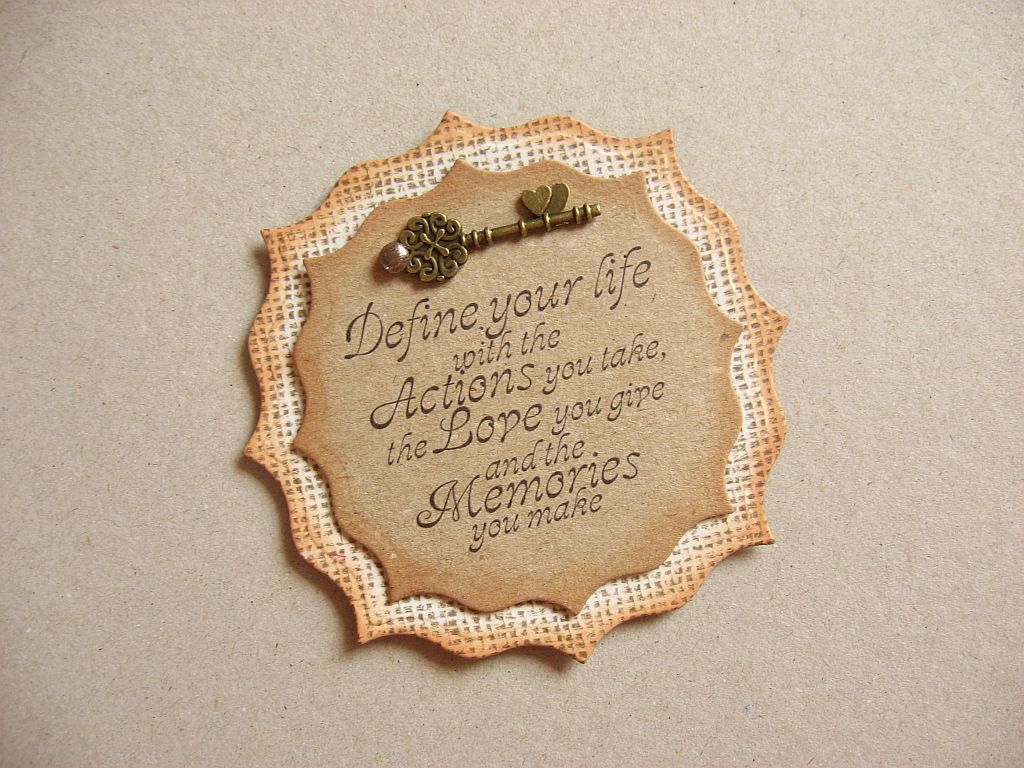 Define your life
with the
Actions you take,
the Love you give
and the
Memories
you make